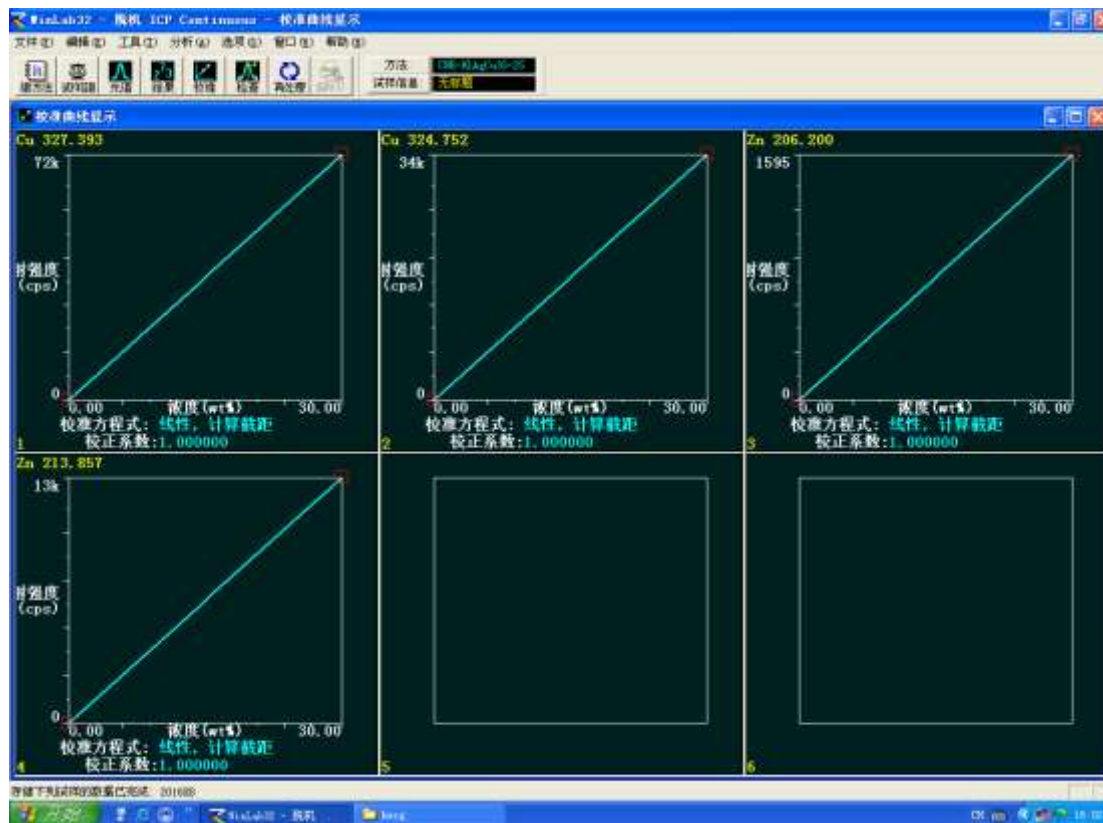 WinLab32 - 脱机 ICP Continuous - 校准曲线显示
文件(F) 编辑(E) 工具(T) 分析(A) 选项(O) 窗口(W) 帮助(H)
方法
试样信息 无标题
校准曲线显示
Cu 327.393
72k
射强度
(cps)
0
0.00 浓度(wt%) 30.00
校准方程式: 线性, 计算截距
校正系数:1.000000
1
Cu 324.752
34k
射强度
(cps)
0
0.00 浓度(wt%) 30.00
校准方程式: 线性, 计算截距
校正系数:1.000000
2
Zn 206.200
1595
射强度
(cps)
0
0.00 浓度(wt%) 30.00
校准方程式: 线性, 计算截距
校正系数:1.000000
3
Zn 213.857
13k
射强度
(cps)
0
0.00 浓度(wt%) 30.00
校准方程式: 线性, 计算截距
校正系数:1.000000
4
5
6
开始
WinLab32 - 脱机